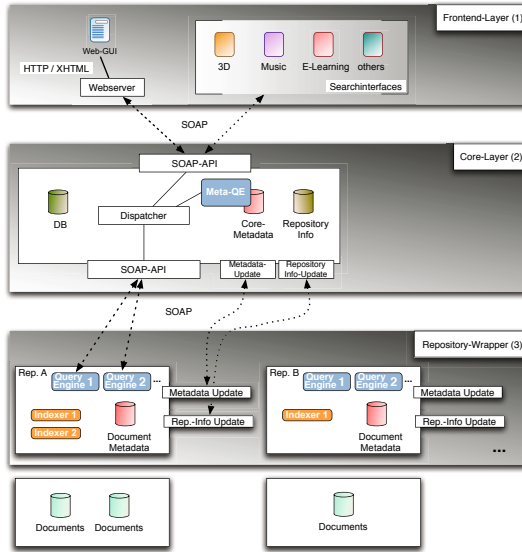 Frontend-Layer (1)
Web-GUI
HTTP / XHTML
Webserver
3D
Music
E-Learning
others
Searchinterfaces
SOAP
Core-Layer (2)
SOAP-API
Meta-QE
DB
Dispatcher
Core-
Metadata
Repository
Info
SOAP-API
Metadata-
Update
Repository
Info-Update
SOAP
Repository-Wrapper (3)
Rep. A
Query
Engine 1
Query
Engine 2
...
Metadata Update
Indexer 1
Indexer 2
Rep.-Info Update
Document
Metadata
Rep. B
Query
Engine 1
Query
Engine 2
...
Metadata Update
Indexer 1
Rep.-Info Update
Document
Metadata
...
Documents
Documents
Documents